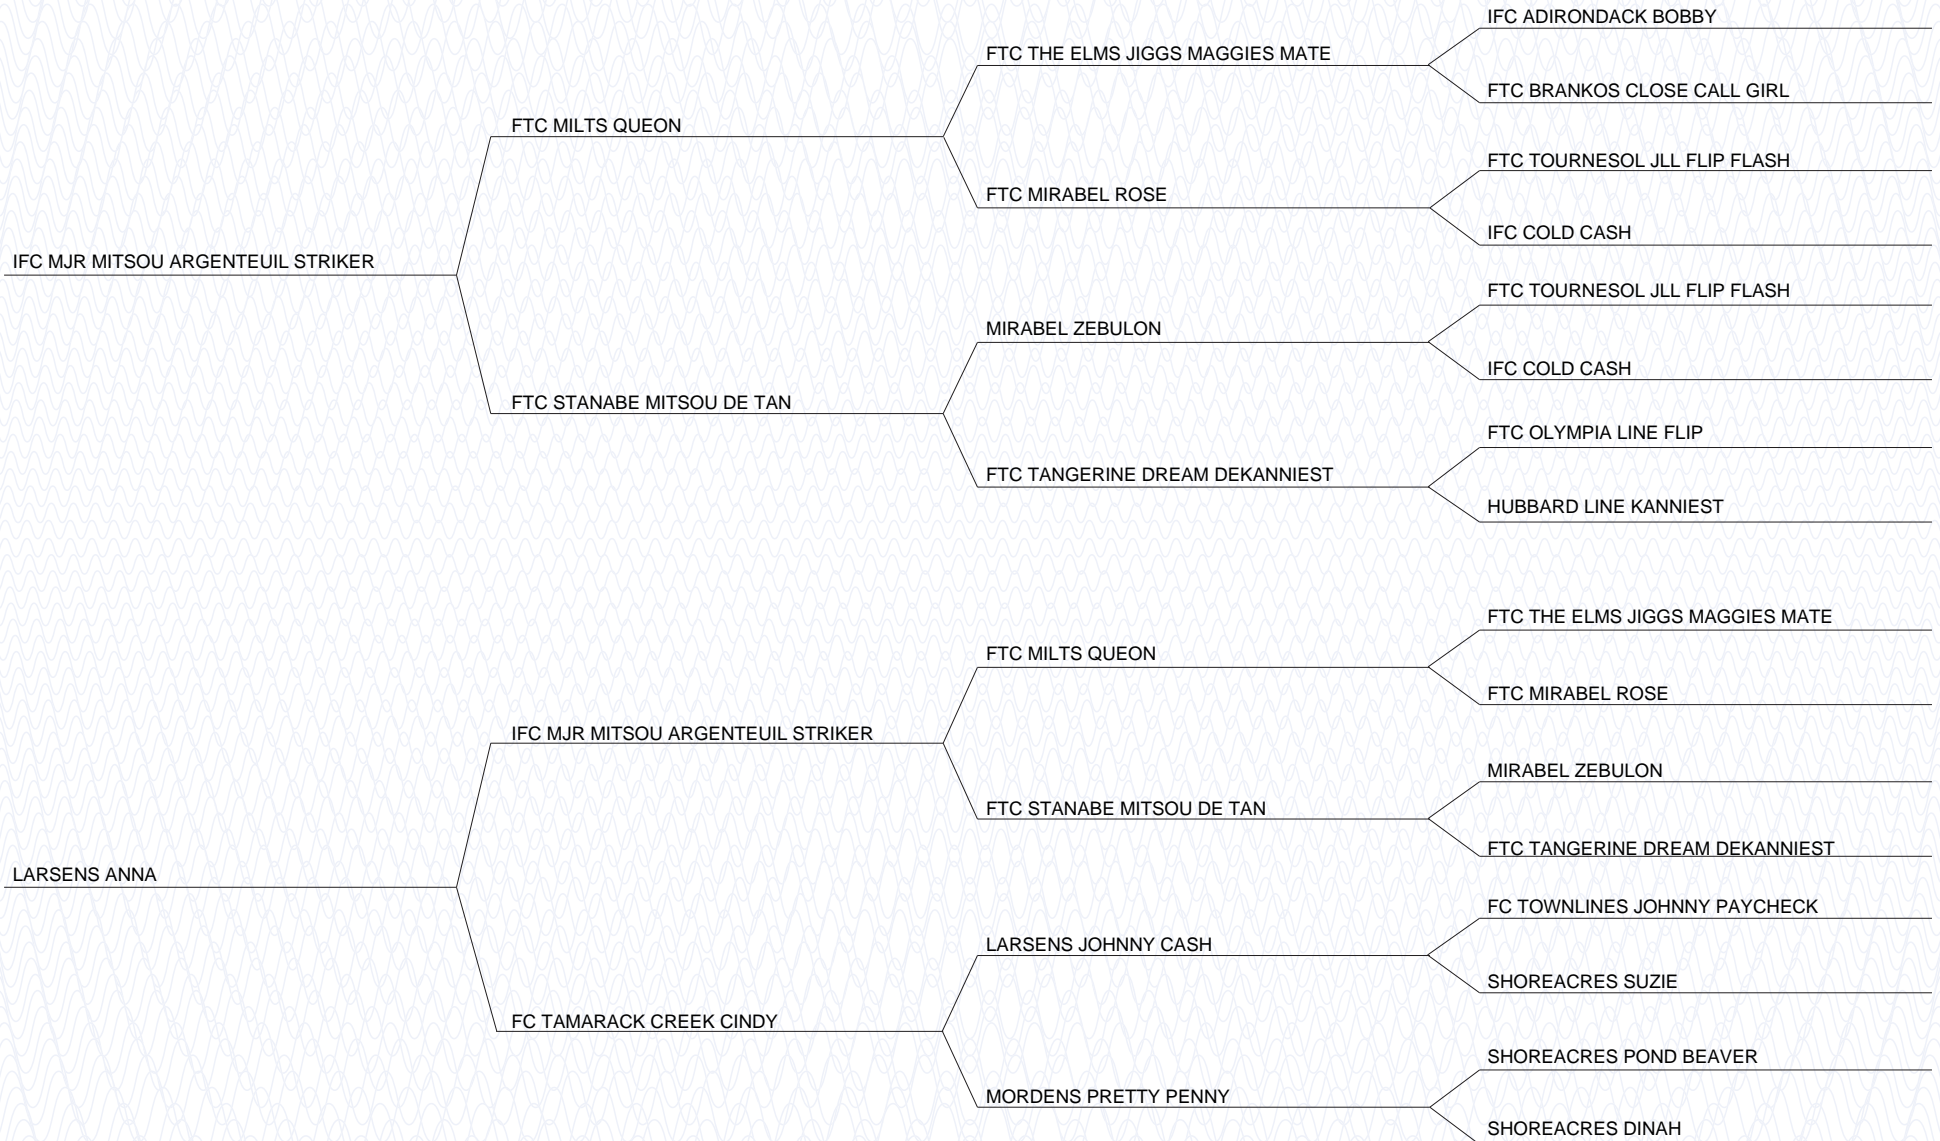 IFC ADIRONDACK BOBBY
FTC THE ELMS JIGGS MAGGIES MATE
FTC BRANKOS CLOSE CALL GIRL
FTC MILTS QUEON
FTC TOURNESOL JLL FLIP FLASH
FTC MIRABEL ROSE
IFC COLD CASH
IFC MJR MITSOU ARGENTEUIL STRIKER
FTC TOURNESOL JLL FLIP FLASH
MIRABEL ZEBULON
IFC COLD CASH
FTC STANABE MITSOU DE TAN
FTC OLYMPIA LINE FLIP
FTC TANGERINE DREAM DEKANNIEST
HUBBARD LINE KANNIEST
FTC THE ELMS JIGGS MAGGIES MATE
FTC MILTS QUEON
FTC MIRABEL ROSE
IFC MJR MITSOU ARGENTEUIL STRIKER
MIRABEL ZEBULON
FTC STANABE MITSOU DE TAN
FTC TANGERINE DREAM DEKANNIEST
LARSENS ANNA
FC TOWNLINES JOHNNY PAYCHECK
LARSENS JOHNNY CASH
SHOREACRES SUZIE
FC TAMARACK CREEK CINDY
SHOREACRES POND BEAVER
MORDENS PRETTY PENNY
SHOREACRES DINAH